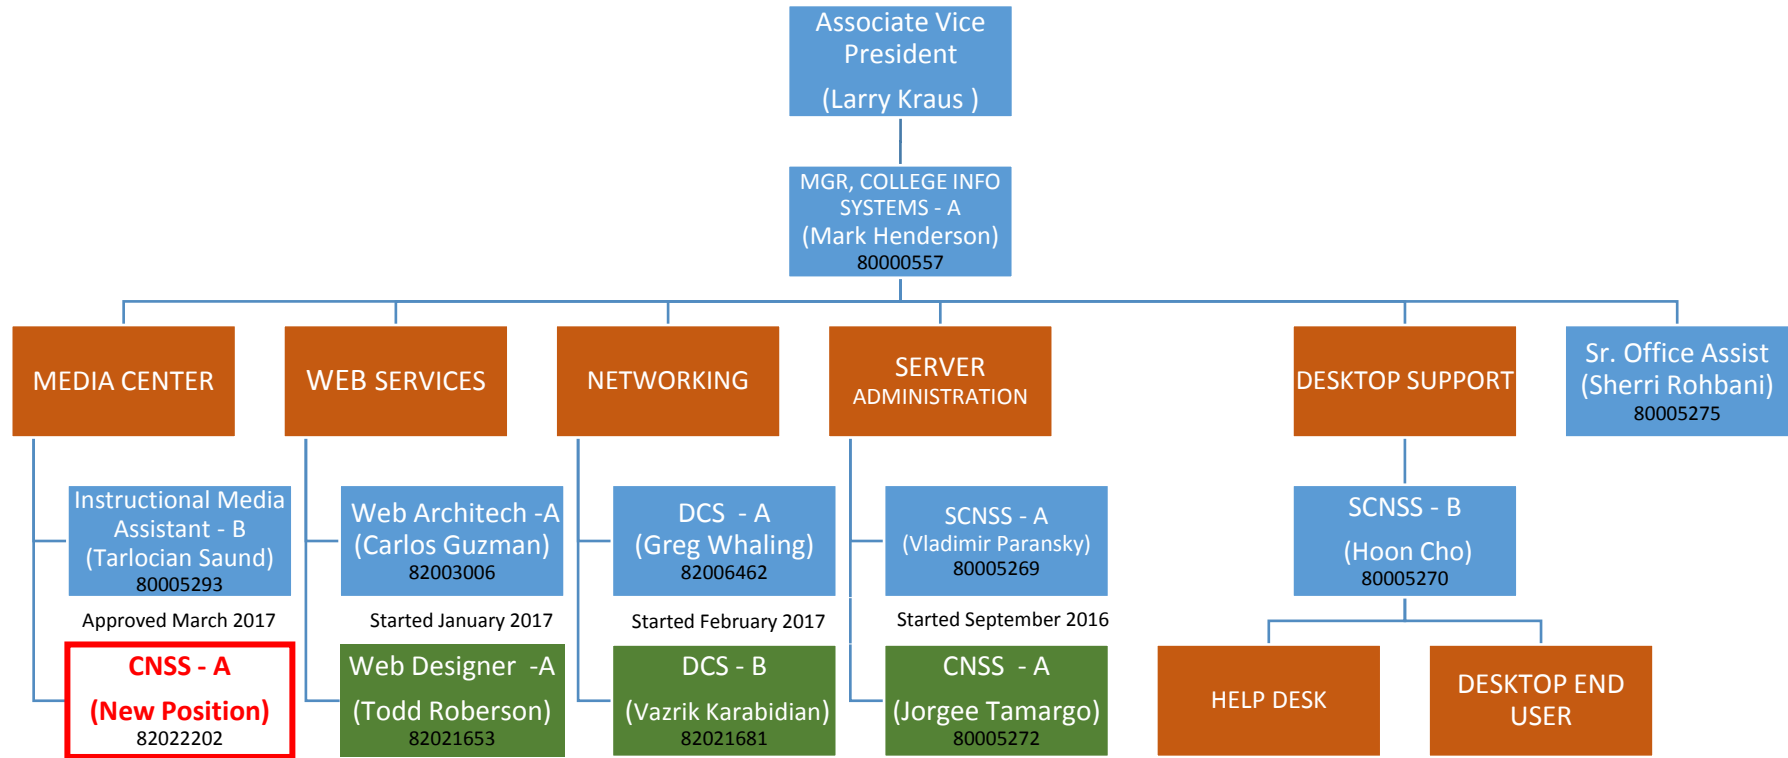 Associate Vice
President
(Larry Kraus )
MGR, COLLEGE INFO
SYSTEMS - A
(Mark Henderson)
80000557
MEDIA CENTER
WEB SERVICES
NETWORKING
SERVER
ADMINISTRATION
DESKTOP SUPPORT
Sr. Office Assist
(Sherri Rohbani)
80005275
Instructional Media
Assistant - B
(Tarlocian Saund)
80005293
Web Architech -A
(Carlos Guzman)
82003006
DCS - A
(Greg Whaling)
82006462
SCNSS - A
(Vladimir Paransky)
80005269
SCNSS - B
(Hoon Cho)
80005270
Approved March 2017
Started January 2017
Started February 2017
Started September 2016
CNSS - A
(New Position)
82022202
Web Designer -A
(Todd Roberson)
82021653
DCS - B
(Vazrik Karabidian)
82021681
CNSS - A
(Jorgee Tamargo)
80005272
HELP DESK
DESKTOP END
USER